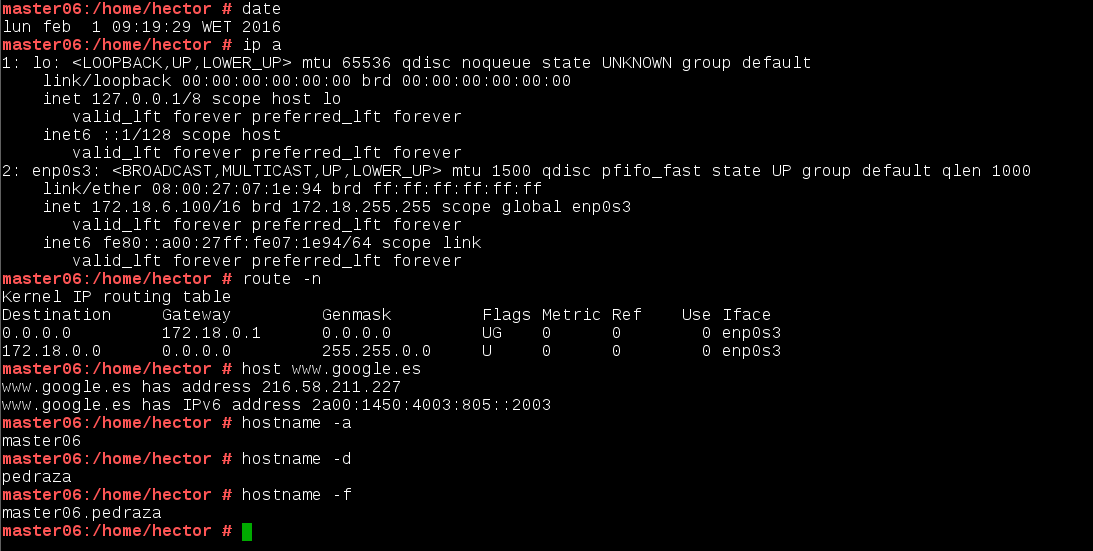 master06:/home/hector # date
lun feb  1 09:19:29 WET 2016
master06:/home/hector # ip a
1: lo: <LOOPBACK,UP,LOWER_UP> mtu 65536 qdisc noqueue state UNKNOWN group default
    link/loopback 00:00:00:00:00:00 brd 00:00:00:00:00:00
    inet 127.0.0.1/8 scope host lo
       valid_lft forever preferred_lft forever
    inet6 ::1/128 scope host
       valid_lft forever preferred_lft forever
2: enp0s3: <BROADCAST,MULTICAST,UP,LOWER_UP> mtu 1500 qdisc pfifo_fast state UP group default qlen 1000
    link/ether 08:00:27:07:1e:94 brd ff:ff:ff:ff:ff:ff
    inet 172.18.6.100/16 brd 172.18.255.255 scope global enp0s3
       valid_lft forever preferred_lft forever
    inet6 fe80::a00:27ff:fe07:1e94/64 scope link
       valid_lft forever preferred_lft forever
master06:/home/hector # route -n
Kernel IP routing table
Destination     Gateway         Genmask         Flags Metric Ref    Use Iface
0.0.0.0         172.18.0.1      0.0.0.0         UG    0      0        0 enp0s3
172.18.0.0      0.0.0.0         255.255.0.0     U     0      0        0 enp0s3
master06:/home/hector # host www.google.es
www.google.es has address 216.58.211.227
www.google.es has IPv6 address 2a00:1450:4003:805::2003
master06:/home/hector # hostname -a
master06
master06:/home/hector # hostname -d
pedraza
master06:/home/hector # hostname -f
master06.pedraza
master06:/home/hector #